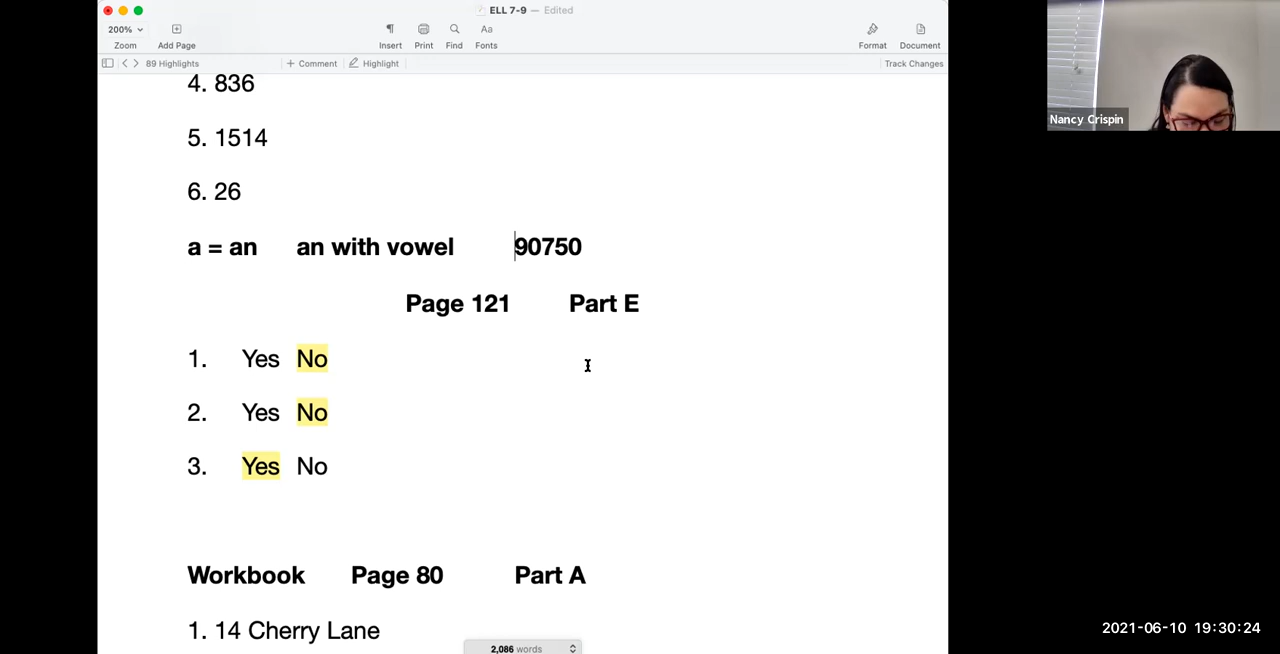 ELL 7-9 — Edited
200%
Zoom Add Page Insert Print Find Fonts Format Document
Aa
89 Highlights + Comment Highlight Track Changes
4. 836
5. 1514
6. 26
a = an an with vowel 90750
Page 121 Part E
1. Yes No
2. Yes No
3. Yes No
Workbook Page 80 Part A
1. 14 Cherry Lane
2,086 words
Nancy Crispin
2021-06-10 19:30:24